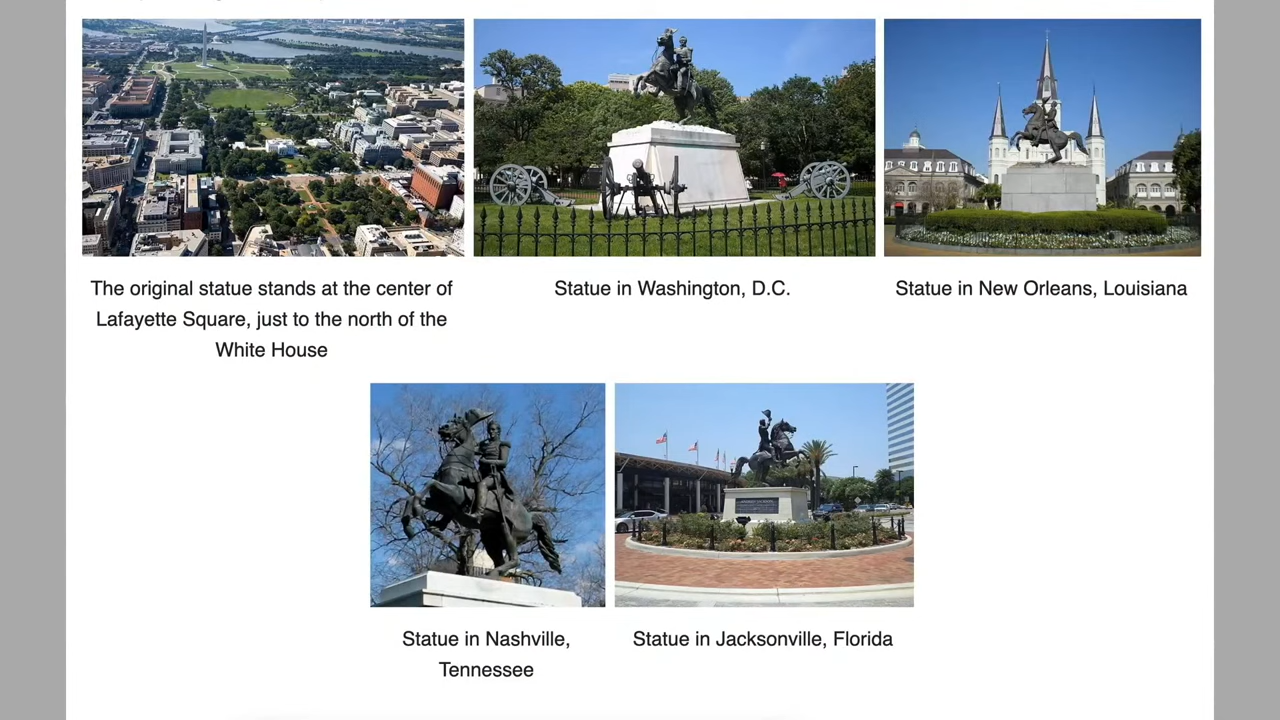 The original statue stands at the center of
Lafayette Square, just to the north of the
White House
Statue in Washington, D.C.
Statue in New Orleans, Louisiana
Statue in Nashville,
Tennessee
Statue in Jacksonville, Florida